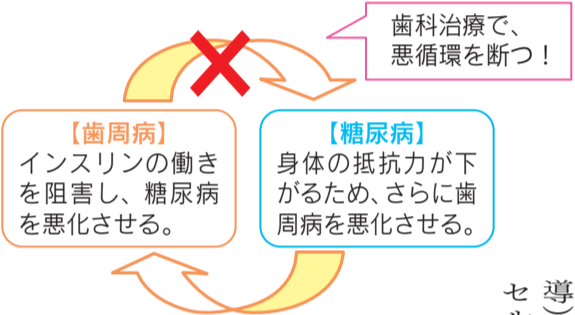 歯科治療で、
悪循環を断つ！
【歯周病】
インスリンの働き
を阻害し、糖尿病
を悪化させる。
【糖尿病】
身体の抵抗力が下
がるため、さらに歯
周病を悪化させる。
導）
セル